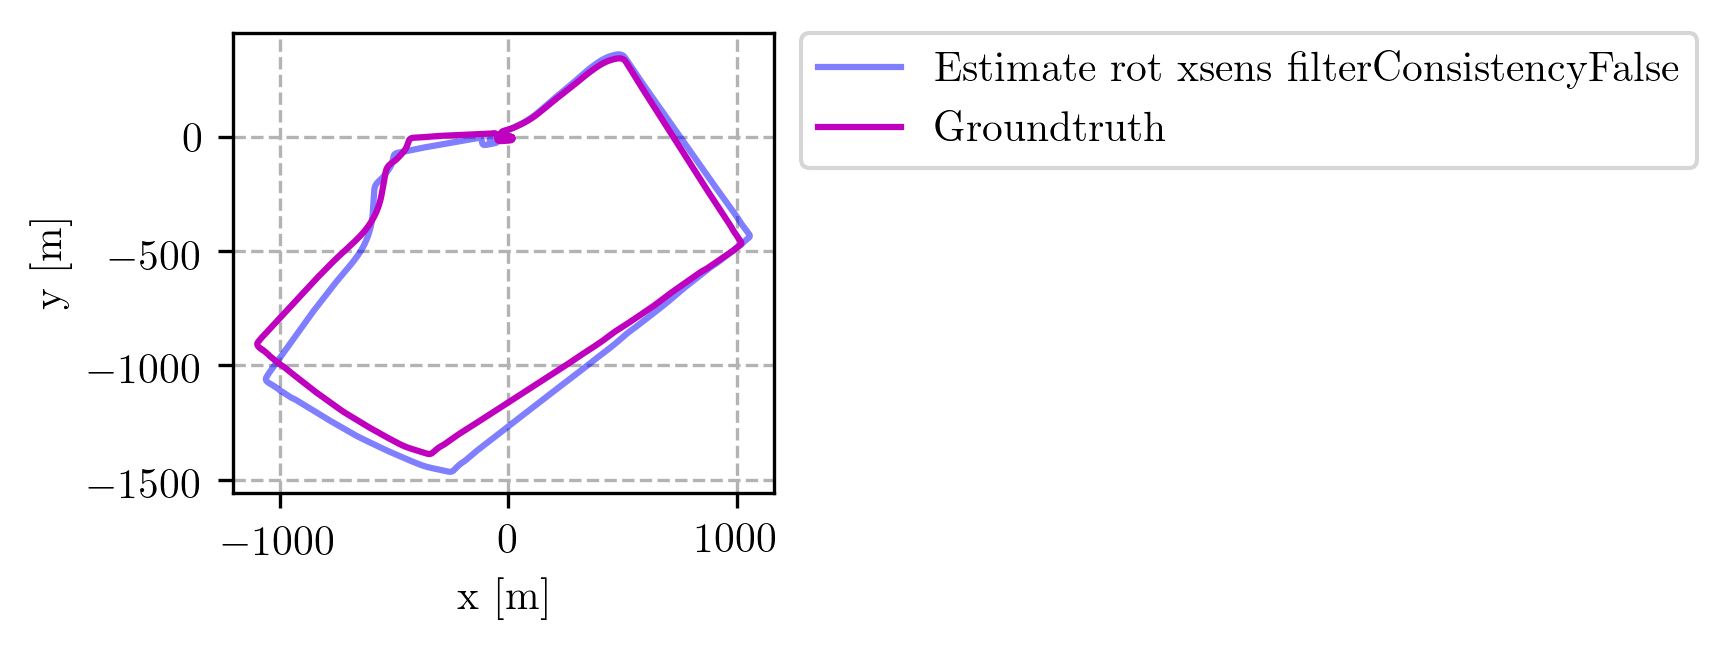 Estimate rot xsens filterConsistencyFalse
Groundtruth
0
−500
−1000
−1500
y [m]
−1000 0 1000
x [m]